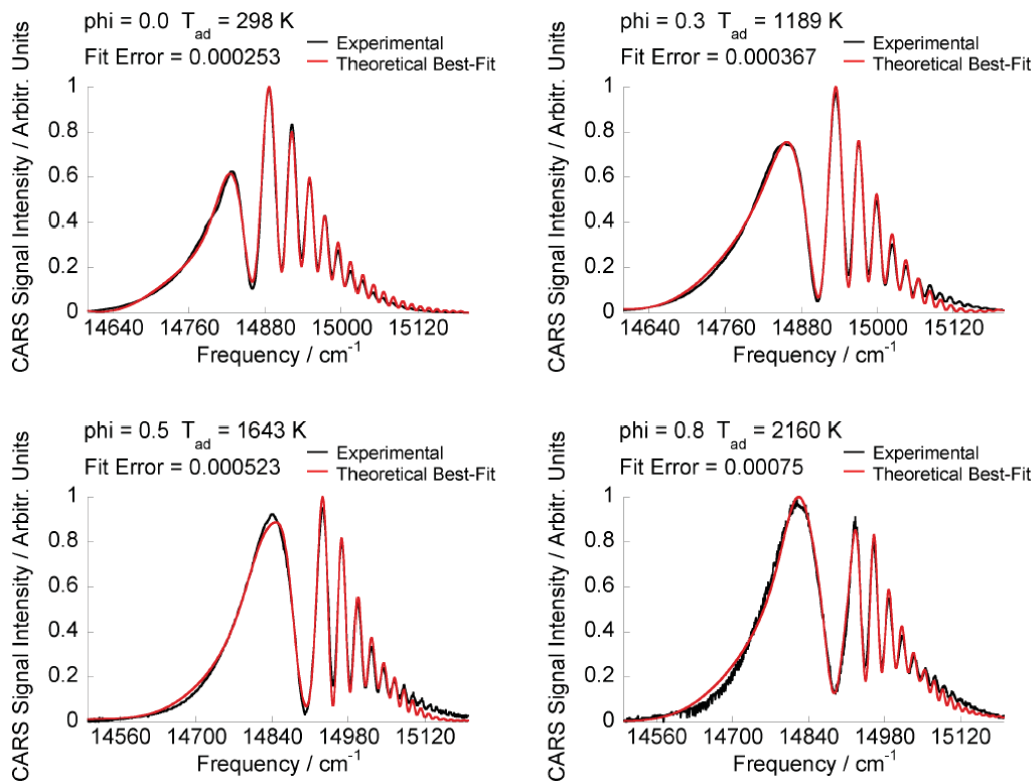 phi = 0.0 T_ad = 298 K
Fit Error = 0.000253
Experimental
Theoretical Best-Fit
CARS Signal Intensity / Arbitr. Units
1
0.8
0.6
0.4
0.2
0
14640 14760 14880 15000 15120
Frequency / cm⁻¹
phi = 0.3 T_ad = 1189 K
Fit Error = 0.000367
Experimental
Theoretical Best-Fit
CARS Signal Intensity / Arbitr. Units
1
0.8
0.6
0.4
0.2
0
14640 14760 14880 15000 15120
Frequency / cm⁻¹
phi = 0.5 T_ad = 1643 K
Fit Error = 0.000523
Experimental
Theoretical Best-Fit
CARS Signal Intensity / Arbitr. Units
1
0.8
0.6
0.4
0.2
0
14560 14700 14840 14980 15120
Frequency / cm⁻¹
phi = 0.8 T_ad = 2160 K
Fit Error = 0.00075
Experimental
Theoretical Best-Fit
CARS Signal Intensity / Arbitr. Units
1
0.8
0.6
0.4
0.2
0
14560 14700 14840 14980 15120
Frequency / cm⁻¹